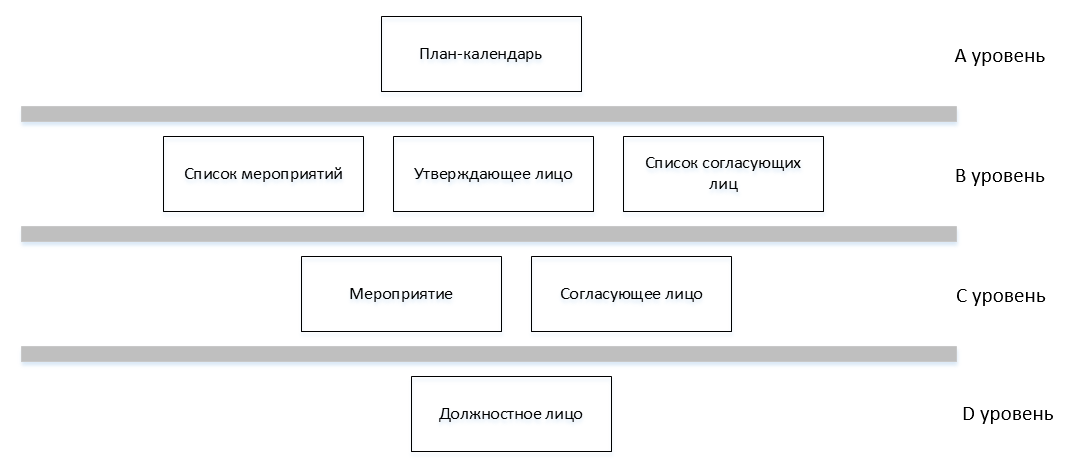 План-календарь
А уровень
Список мероприятий
Утверждающее лицо
Список согласующих
лиц
В уровень
Мероприятие
Согласующее лицо
С уровень
Должностное лицо
D уровень